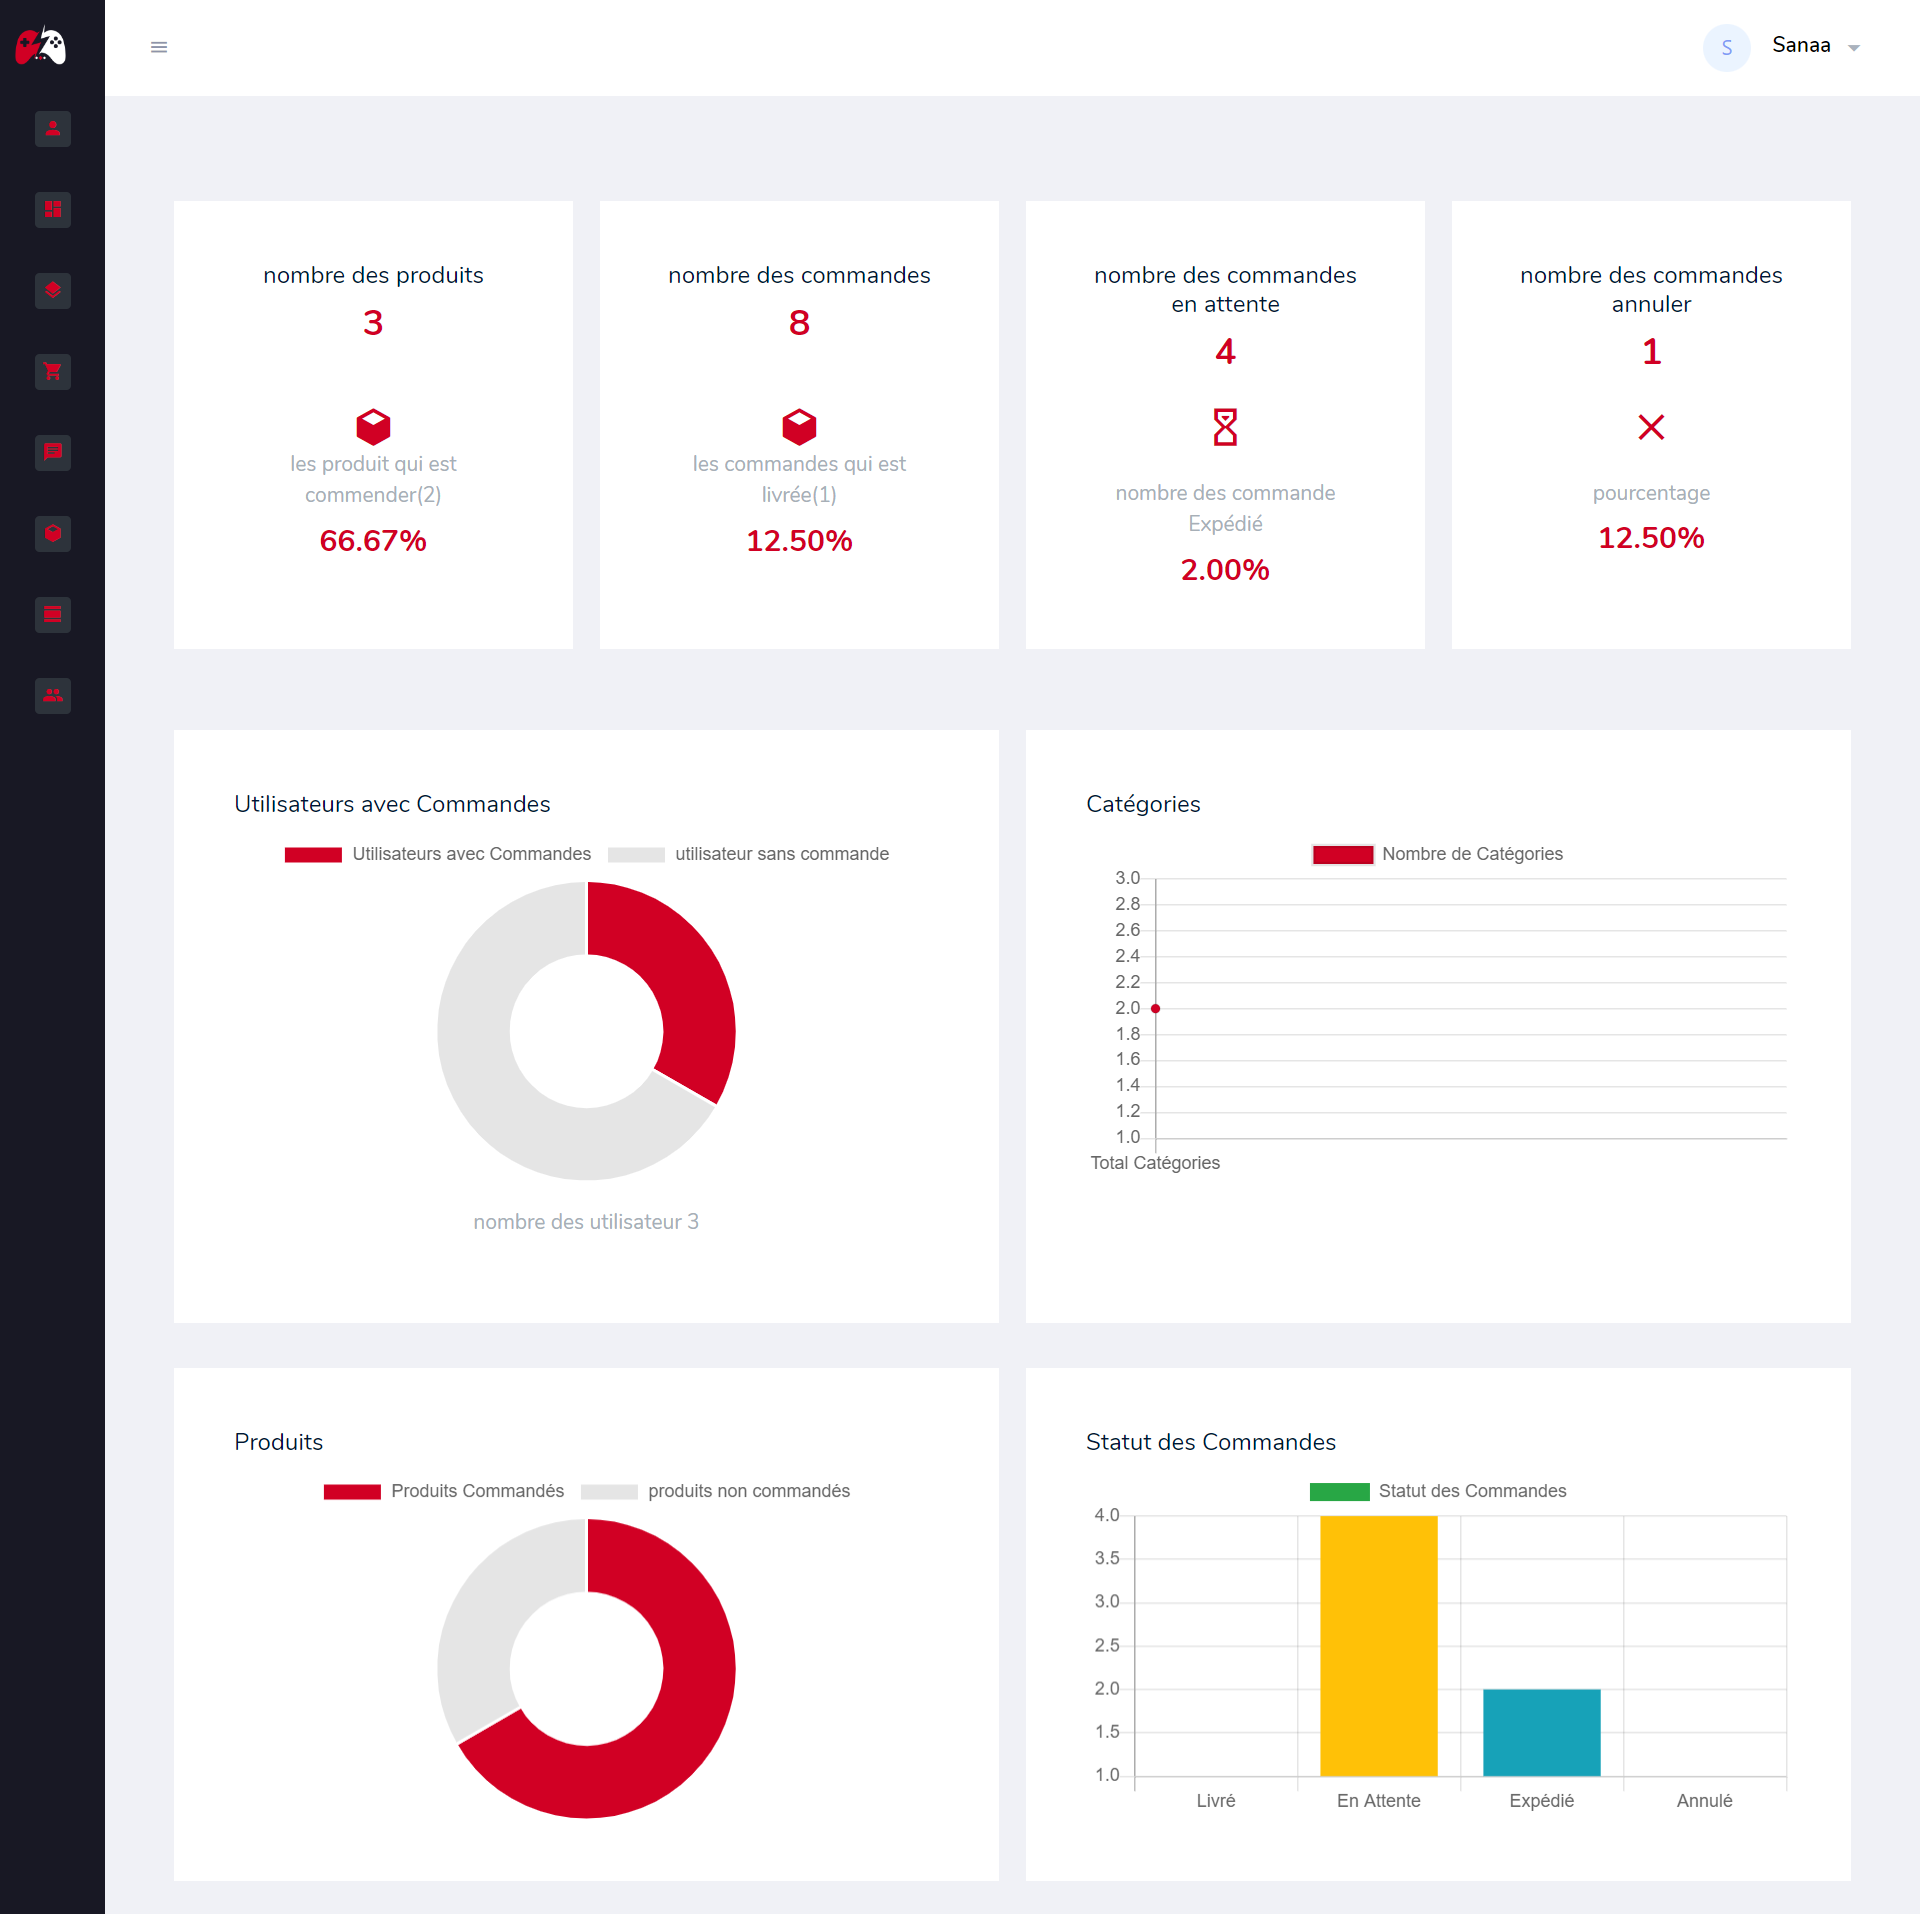 S
Sanaa
nombre des produits
3
les produit qui est
commender(2)
66.67%
nombre des commandes
8
les commandes qui est
livrée(1)
12.50%
nombre des commandes
en attente
4
nombre des commande
Expédié
2.00%
nombre des commandes
annuler
1
pourcentage
12.50%
Utilisateurs avec Commandes
Utilisateurs avec Commandes
utilisateur sans commande
nombre des utilisateur 3
Catégories
Nombre de Catégories
3.0
2.8
2.6
2.4
2.2
2.0
1.8
1.6
1.4
1.2
1.0
Total Catégories
Produits
Produits Commandés
produits non commandés
Statut des Commandes
Statut des Commandes
4.0
3.5
3.0
2.5
2.0
1.5
1.0
Livré
En Attente
Expédié
Annulé